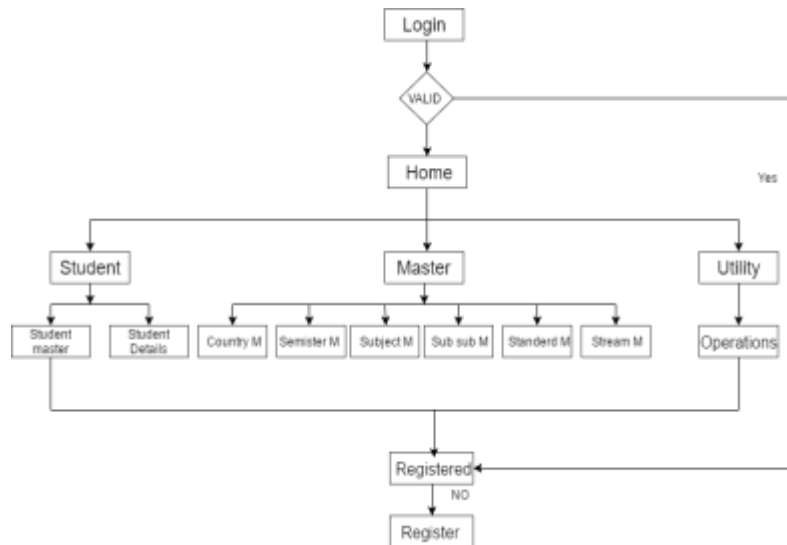 Login
VALID
Home
Yes
Student
Master
Utility
Student
master
Student
Details
Country M
Semister M
Subject M
Sub sub M
Standerd M
Stream M
Operations
Registered
NO
Register